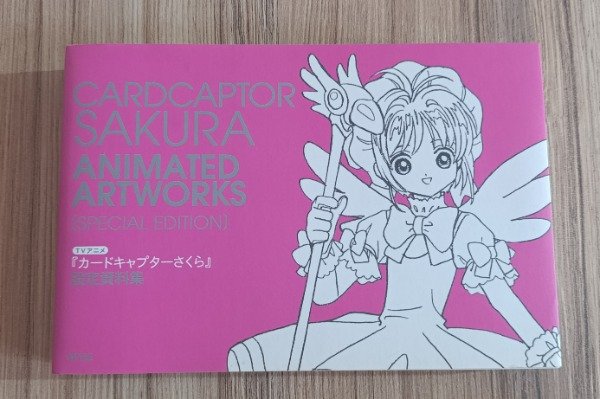 CARDCAPTOR
SAKURA
ANIMATED
ARTWORKS
[SPECIAL EDITION]
TVアニメ
『カードキャプターさくら』
設定資料集